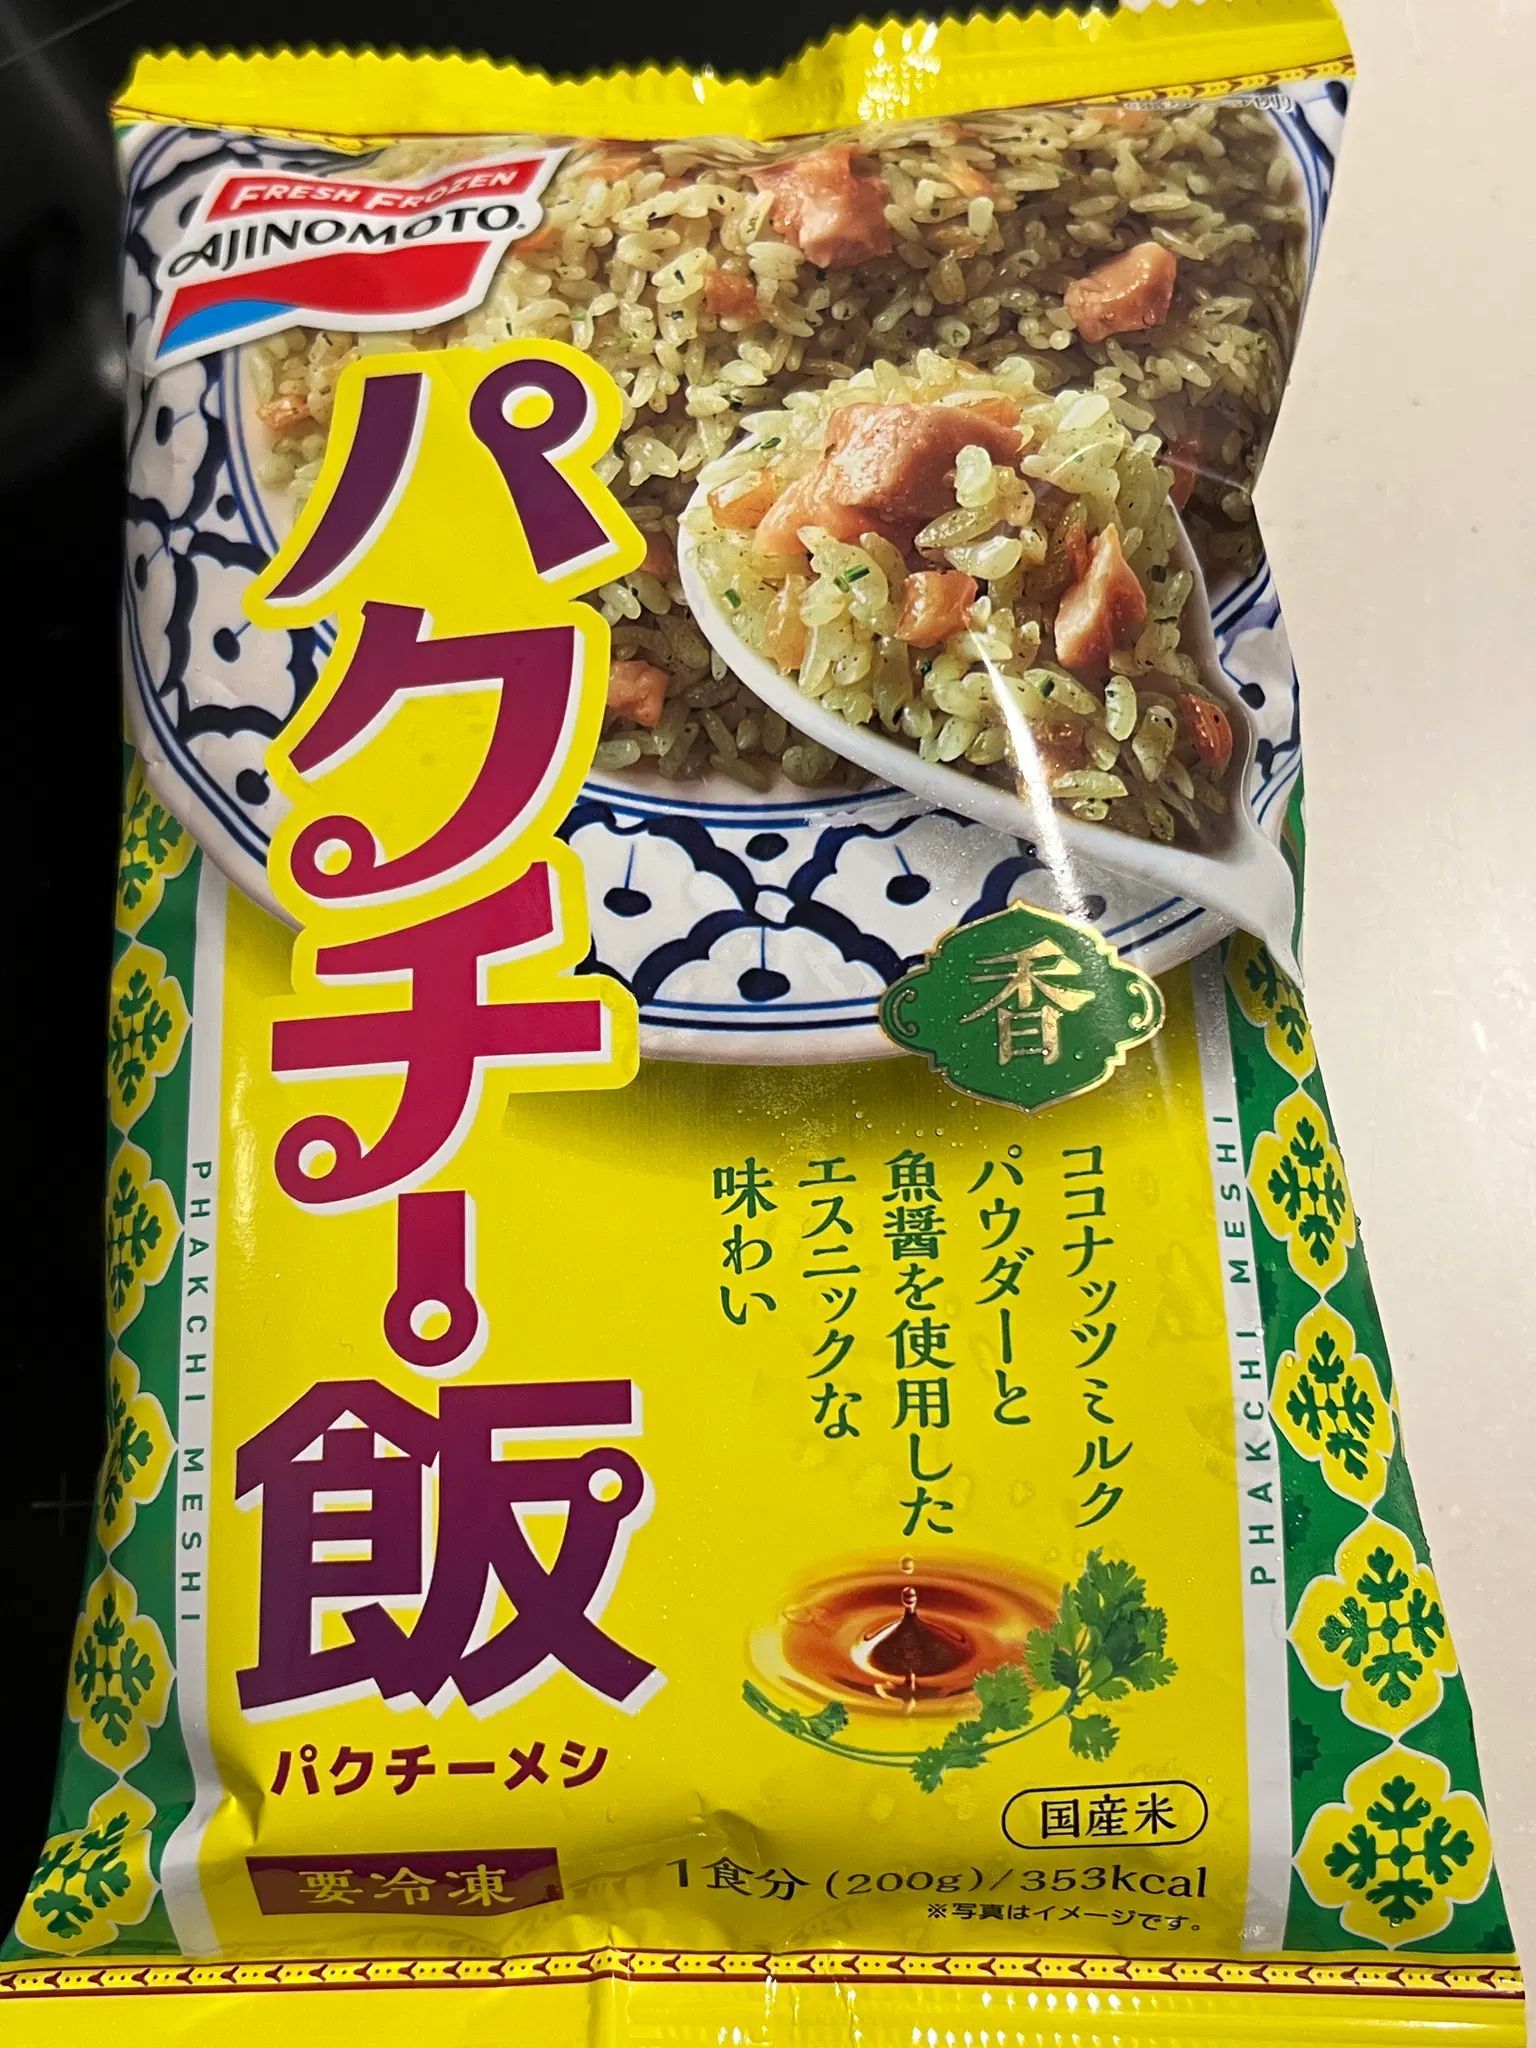 FRESH FROZEN
AJINOMOTO®
パクチー飯
パクチーメシ
香
ココナッツミルク
パウダーと
魚醤を使用した
エスニックな
味わい
PHAKCHI MESHI
PHAKCHI MESHI
国産米
要冷凍
1食分(200g)/353kcal
※写真はイメージです。